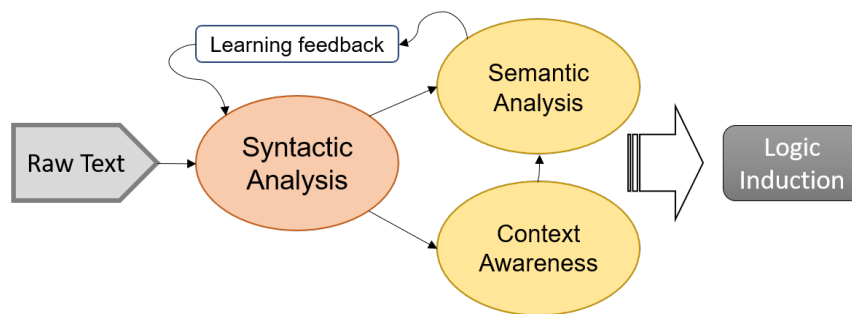 Learning feedback
Semantic
Analysis
Raw Text
Syntactic
Analysis
Logic
Induction
Context
Awareness